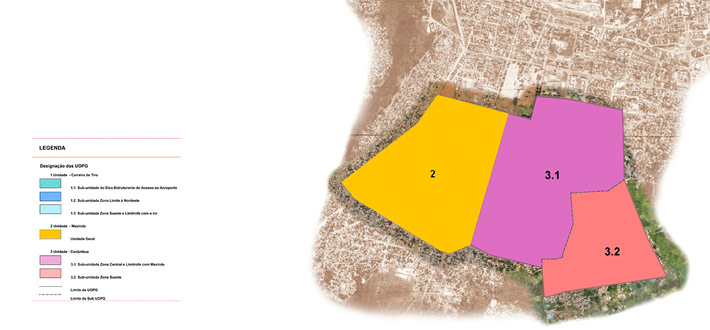 LEGENDA
Designação das UOPG
1 Unidade - Carreira de Tiro
1.1 Sub-unidade do Eixo Estruturante de Acesso ao Aeroporto
1.2 Sub-unidade Zona Limite à Nordeste
1.3 Sub-unidade Zona Sueste e Limítrofe com o rio
2 Unidade - Maxinde
Unidade Geral
3 Unidade - Carâmbua
3.1 Sub-unidade Zona Central e Limítrofe com Maxinde
3.2 Sub-unidade Zona Sueste
Limite da UOPG
Limite da Sub UOPG
2
3.1
3.2